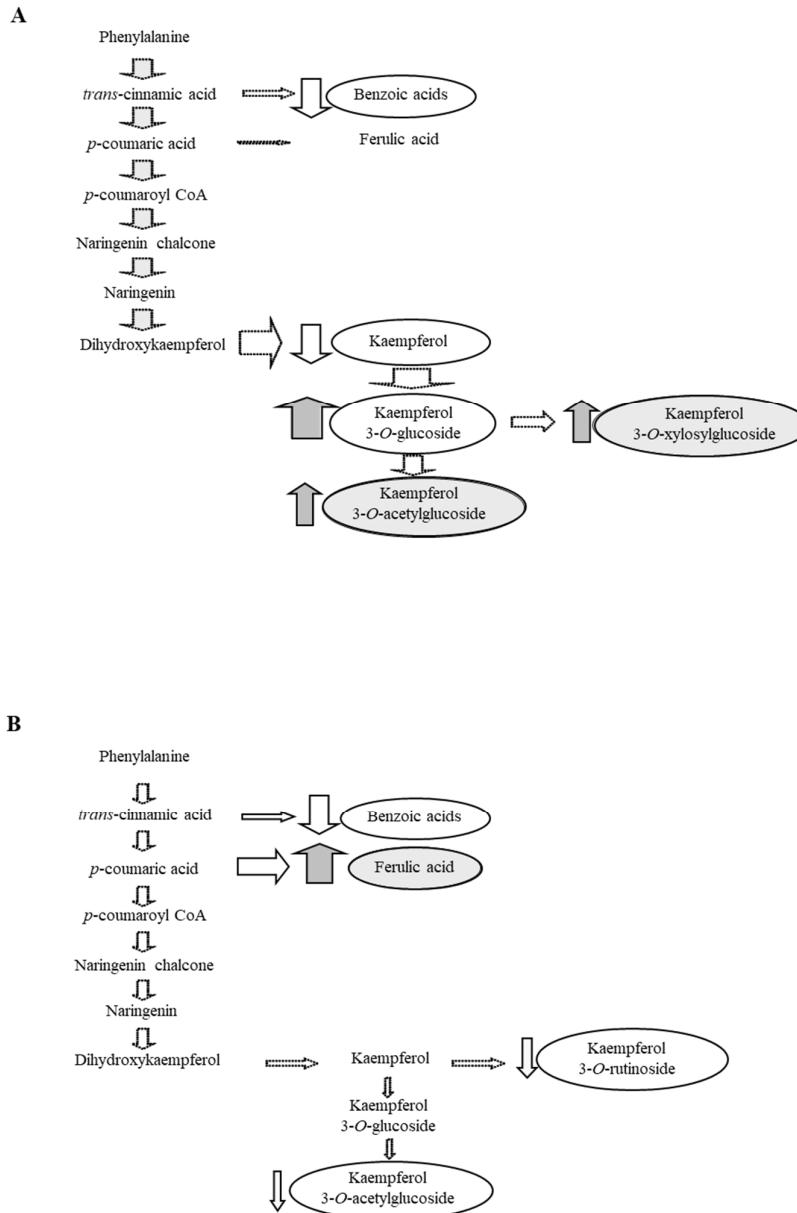 A
Phenylalanine
trans-cinnamic acid
Benzoic acids
p-coumaric acid
Ferulic acid
p-coumaroyl CoA
Naringenin chalcone
Naringenin
Dihydroxykaempferol
Kaempferol
Kaempferol
3-O-glucoside
Kaempferol
3-O-xylosylglucoside
Kaempferol
3-O-acetylglucoside
B
Phenylalanine
trans-cinnamic acid
Benzoic acids
p-coumaric acid
Ferulic acid
p-coumaroyl CoA
Naringenin chalcone
Naringenin
Dihydroxykaempferol
Kaempferol
Kaempferol
3-O-rutinoside
Kaempferol
3-O-glucoside
Kaempferol
3-O-acetylglucoside